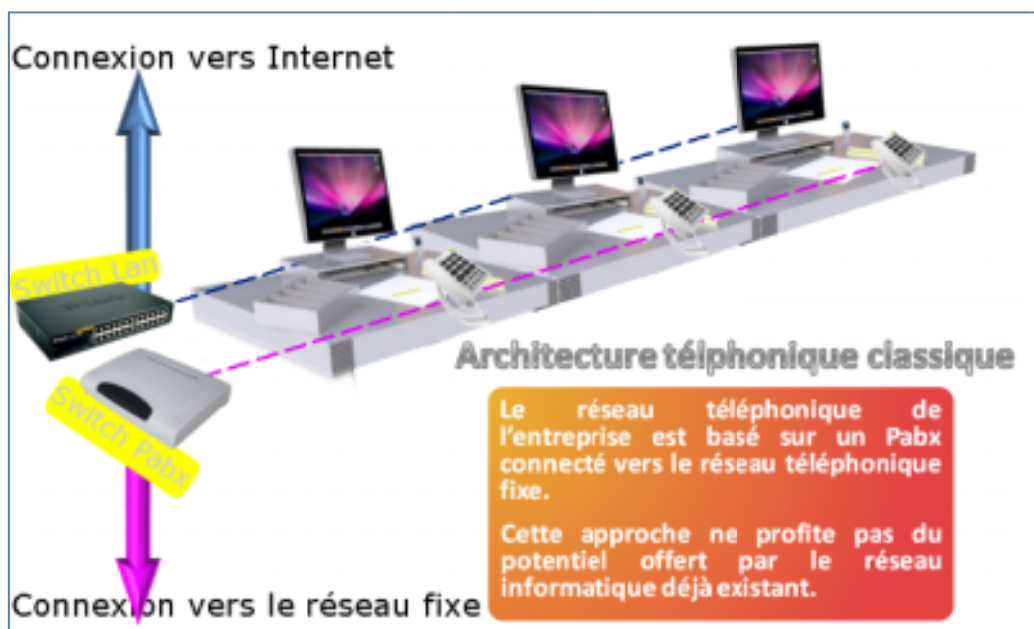 Connexion vers Internet
Switch Lan
Switch Pabx
Architecture téiphonique classique
Le réseau téléphonique de
l'entreprise est basé sur un Pabx
connecté vers le réseau téléphonique
fixe.
Cette approche ne profite pas du
potentiel offert par le réseau
informatique déjà existant.
Connexion vers le réseau fixe